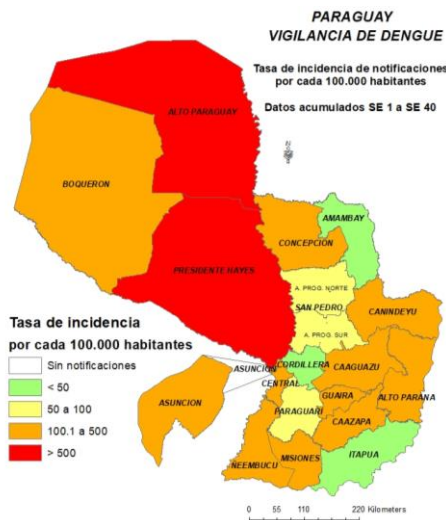 PARAGUAY
VIGILANCIA DE DENGUE
Tasa de incidencia de notificaciones
por cada 100.000 habitantes
Datos acumulados SE 1 a SE 40
ALTO PARAGUAY
BOQUERON
AMAMBAY
CONCEPCIÓN
PRESIDENTE HAYES
A. PROG. NORTE
SAN PEDRO
CANINDEYU
A. PROG. SUR
Tasa de incidencia
por cada 100.000 habitantes
Sin notificaciones
< 50
50 a 100
100.1 a 500
> 500
ASUNCION
CORDILLERA
CAAGUAZU
CENTRAL
ASUNCION
GUAIRA
ALTO PARANA
PARAGUARI
CAAZAPA
ITAPUA
MISIONES
NEEMBUCU
0 55 110 220 Kilometers